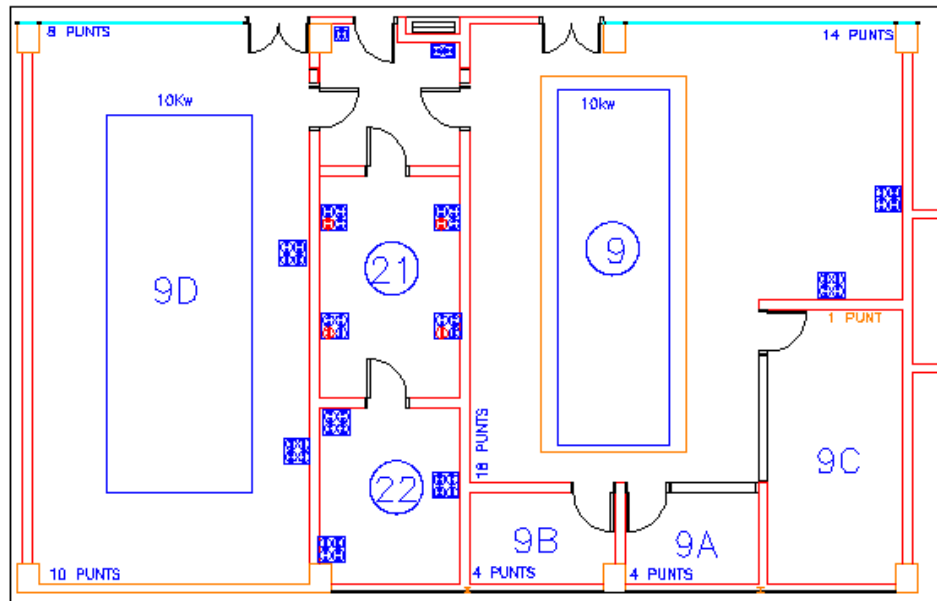 8 PUNTS
14 PUNTS
10Kw
10kw
9
21
9D
1 PUNT
18 PUNTS
9C
22
9B
9A
10 PUNTS
4 PUNTS
4 PUNTS